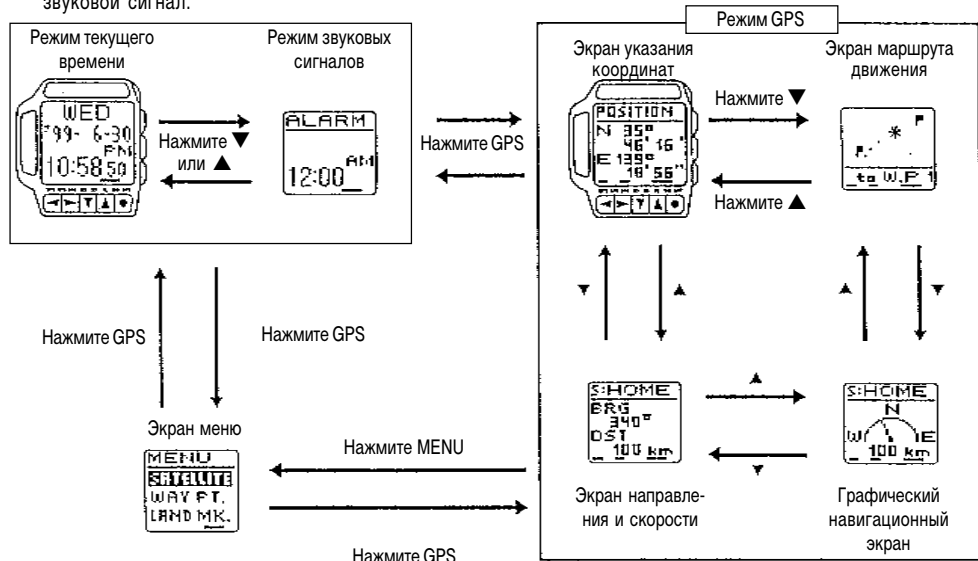 звуковой сигнал.
Режим GPS
Режим текущего
времени
Режим звуковых
сигналов
Экран указания
координат
Экран маршрута
движения
WED
'99- 6-30
PM
10:58 50
Нажмите ▼
или ▲
ALARM
AM
12:00
Нажмите GPS
POSITION
N 35°
46' 16"
E 139°
18' 56"
Нажмите ▼
Нажмите ▲
to W.P 1
Нажмите GPS
Нажмите GPS
Экран меню
MENU
SATELLITE
WAY PT.
LAND MK.
Нажмите MENU
Нажмите GPS
S:HOME
BRG
340°
DST
100 km
S:HOME
N
W E
100 km
Экран направле-
ния и скорости
Графический
навигационный
экран